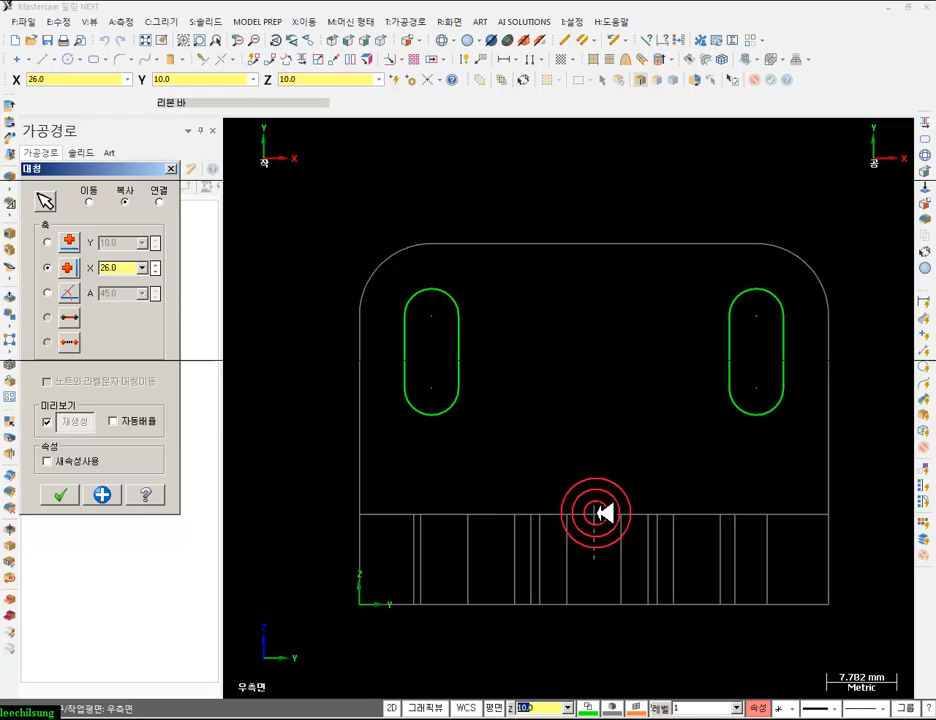 Mastercam 밀링 NEXT
F:파일 E:수정 V:뷰 A:측정 C:그리기 S:솔리드 MODEL PREP X:이동 M:머신 형태 T:가공경로 R:화면 ART AI SOLUTIONS I:설정 H:도움말
X 26.0 Y 10.0 Z 10.0
리본 바
가공경로
가공경로 솔리드 Art
대칭
이동 복사 연결
축
Y 10.0
X 26.0
A 45.0
노트와 라벨문자 대칭이동
미리보기
재생성 자동배율
속성
새속성사용
Y
작 X
Y
공 X
Z
Y
Z
Y
우측면
7.782 mm
Metric
/작업평면: 우측면
2D 그래픽뷰 WCS 평면 Z 10.0 레벨 1 속성 그룹 ?
leechilsung